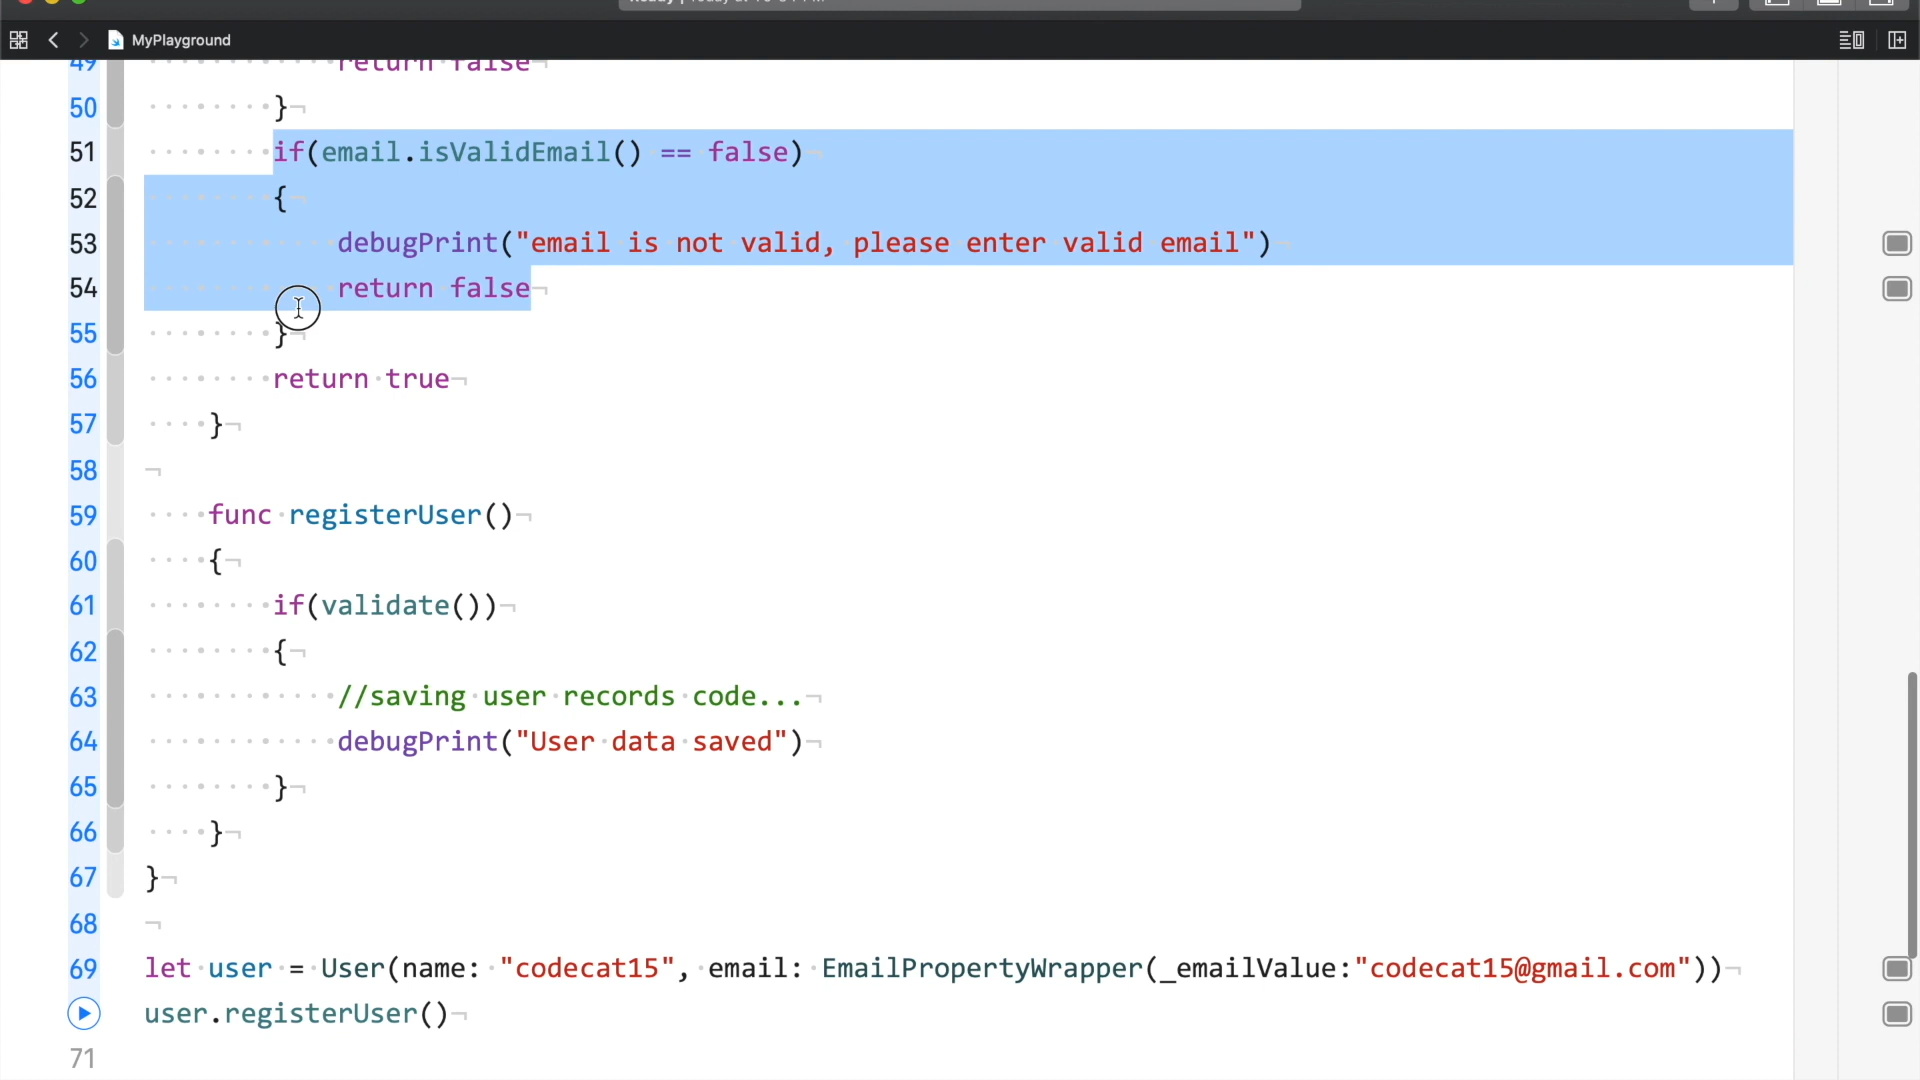 MyPlayground
49 return false
50 }
51 if(email.isValidEmail() == false)
52 {
53 debugPrint("email is not valid, please enter valid email")
54 return false
55 }
56 return true
57 }
58
59 func registerUser()
60 {
61 if(validate())
62 {
63 //saving user records code...
64 debugPrint("User data saved")
65 }
66 }
67 }
68
69 let user = User(name: "codecat15", email: EmailPropertyWrapper(_emailValue:"codecat15@gmail.com"))
user.registerUser()
71